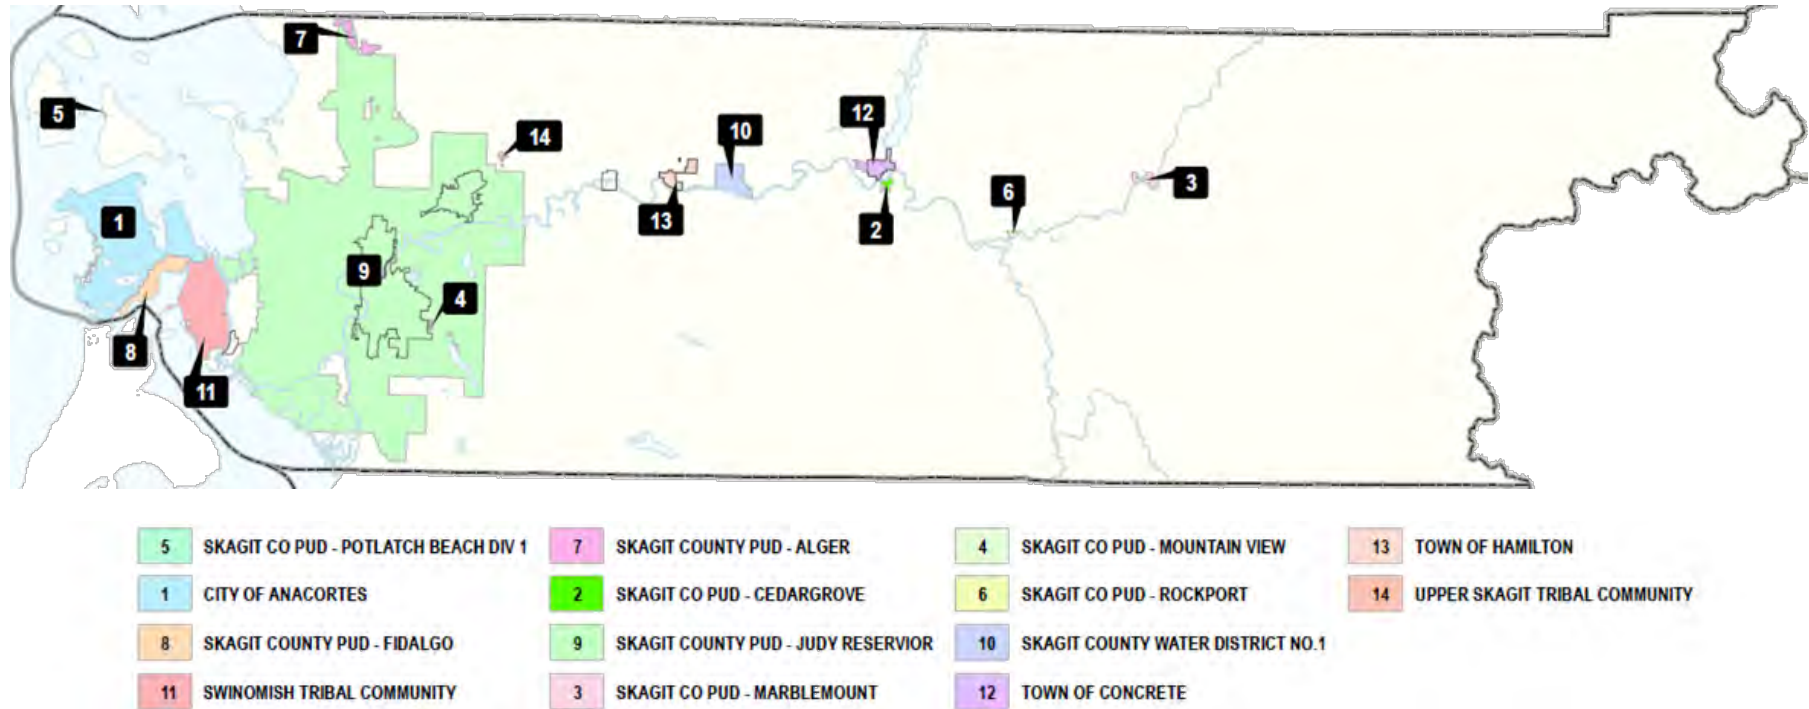 7
5
14
12
10
1
6
3
13
2
9
4
8
11
5 SKAGIT CO PUD - POTLATCH BEACH DIV 1
7 SKAGIT COUNTY PUD - ALGER
4 SKAGIT CO PUD - MOUNTAIN VIEW
13 TOWN OF HAMILTON
1 CITY OF ANACORTES
2 SKAGIT CO PUD - CEDARGROVE
6 SKAGIT CO PUD - ROCKPORT
14 UPPER SKAGIT TRIBAL COMMUNITY
8 SKAGIT COUNTY PUD - FIDALGO
9 SKAGIT COUNTY PUD - JUDY RESERVIOR
10 SKAGIT COUNTY WATER DISTRICT NO.1
11 SWINOMISH TRIBAL COMMUNITY
3 SKAGIT CO PUD - MARBLEMOUNT
12 TOWN OF CONCRETE